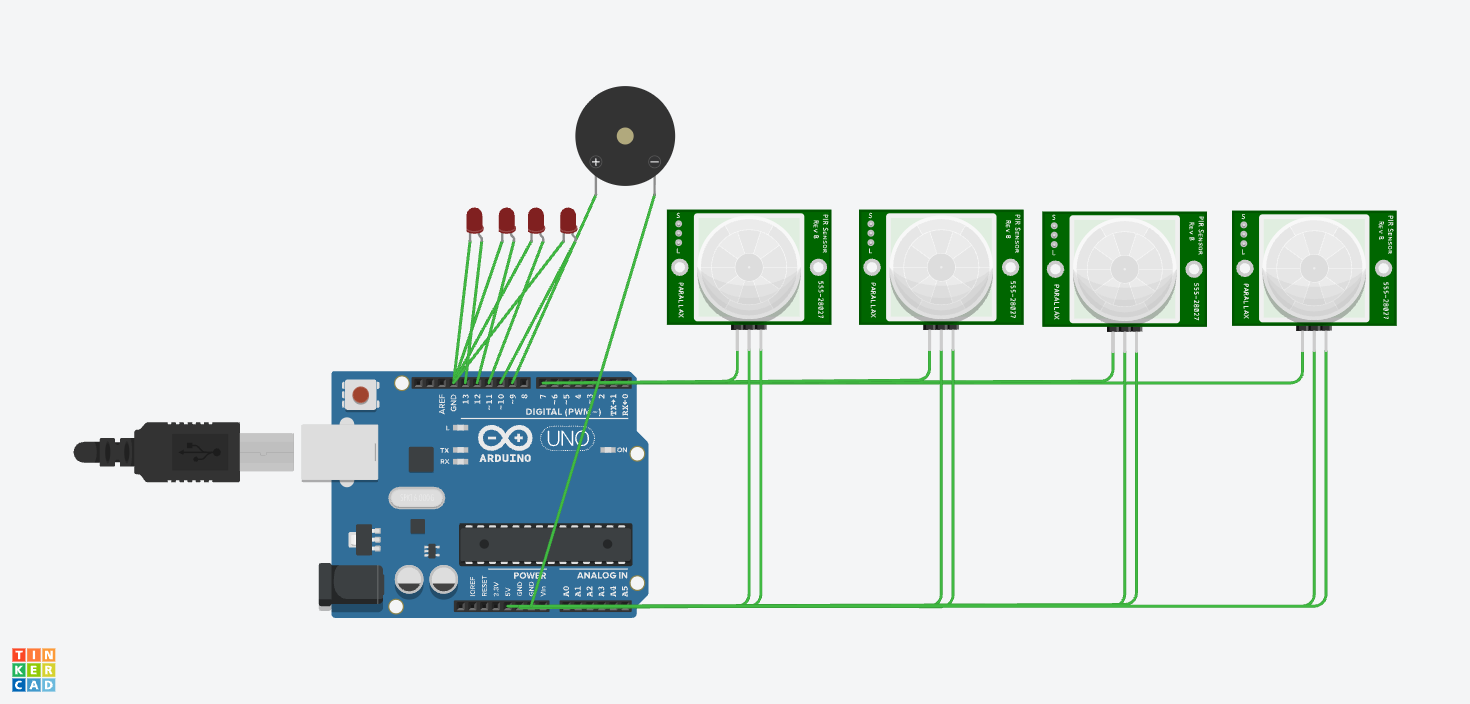 +
−
S
L
PIR SENSOR
REV B
PARALLAX
555-28027
S
L
PIR SENSOR
REV B
PARALLAX
555-28027
S
L
PIR SENSOR
REV B
PARALLAX
555-28027
S
L
PIR SENSOR
REV B
PARALLAX
555-28027
AREF
GND
13
12
~11
~10
~9
8
7
~6
~5
4
~3
2
TX→1
RX←0
DIGITAL (PWM~)
L
TX
RX
UNO
ON
ARDUINO
POWER
ANALOG IN
IOREF
RESET
3.3V
5V
GND
GND
Vin
A0
A1
A2
A3
A4
A5
TIN
KER
CAD